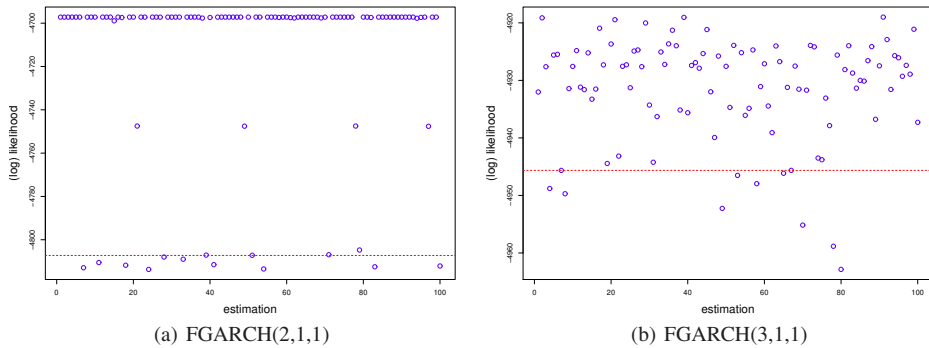 (log) likelihood
-4700
-4720
-4740
-4760
-4780
-4800
0 20 40 60 80 100
estimation
(a) FGARCH(2,1,1)
(log) likelihood
-4920
-4930
-4940
-4950
-4960
0 20 40 60 80 100
estimation
(b) FGARCH(3,1,1)